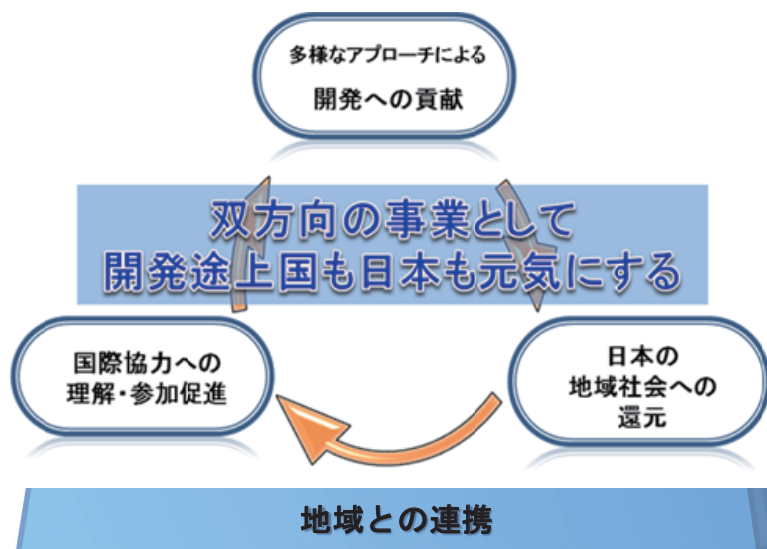 多様なアプローチによる
開発への貢献
双方向の事業として
開発途上国も日本も元気にする
国際協力への
理解・参加促進
日本の
地域社会への
還元
地域との連携